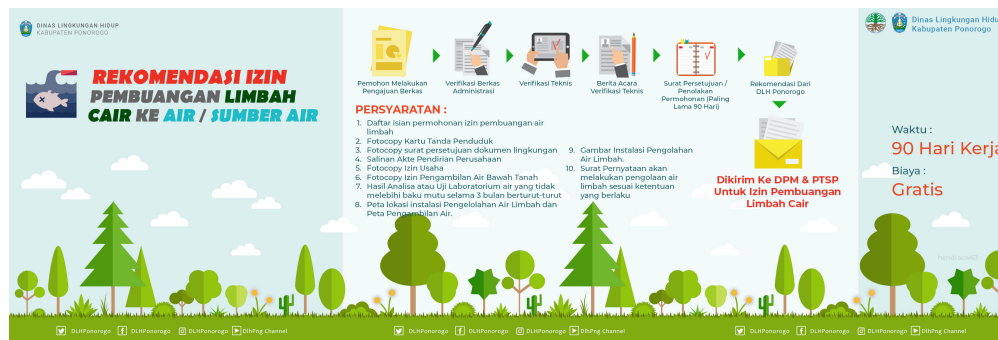 DINAS LINGKUNGAN HIDUP
KABUPATEN PONOROGO
REKOMENDASI IZIN
PEMBUANGAN LIMBAH
CAIR KE AIR / SUMBER AIR
Pemohon Melakukan
Pengajuan Berkas
Verifikasi Berkas
Administrasi
Verifikasi Teknis
Berita Acara
Verifikasi Teknis
Surat Persetujuan /
Penolakan
Permohonan (Paling
Lama 90 Hari)
Rekomendasi Dari
DLH Ponorogo
PERSYARATAN :
1. Daftar isian permohonan izin pembuangan air
limbah
2. Fotocopy Kartu Tanda Penduduk
3. Fotocopy surat persetujuan dokumen lingkungan
4. Salinan Akte Pendirian Perusahaan
5. Fotocopy Izin Usaha
6. Fotocopy Izin Pengambilan Air Bawah Tanah
7. Hasil Analisa atau Uji Laboratorium air yang tidak
melebihi baku mutu selama 3 bulan berturut-turut
8. Peta lokasi instalasi Pengelolahan Air Limbah dan
Peta Pengambilan Air.
9. Gambar Instalasi Pengolahan
Air Limbah.
10. Surat Pernyataan akan
melakukan pengolaan air
limbah sesuai ketentuan
yang berlaku
Dikirim Ke DPM & PTSP
Untuk Izin Pembuangan
Limbah Cair
Dinas Lingkungan Hidu
Kabupaten Ponorogo
Waktu :
90 Hari Kerja
Biaya :
Gratis
DLHPonorogo DLHPonorogo DLHPonorogo DlhPng Channel
DLHPonorogo DLHPonorogo DLHPonorogo DlhPng Channel
DLHPonorogo DLHPonorogo DLHPonorogo DlhPng Channel